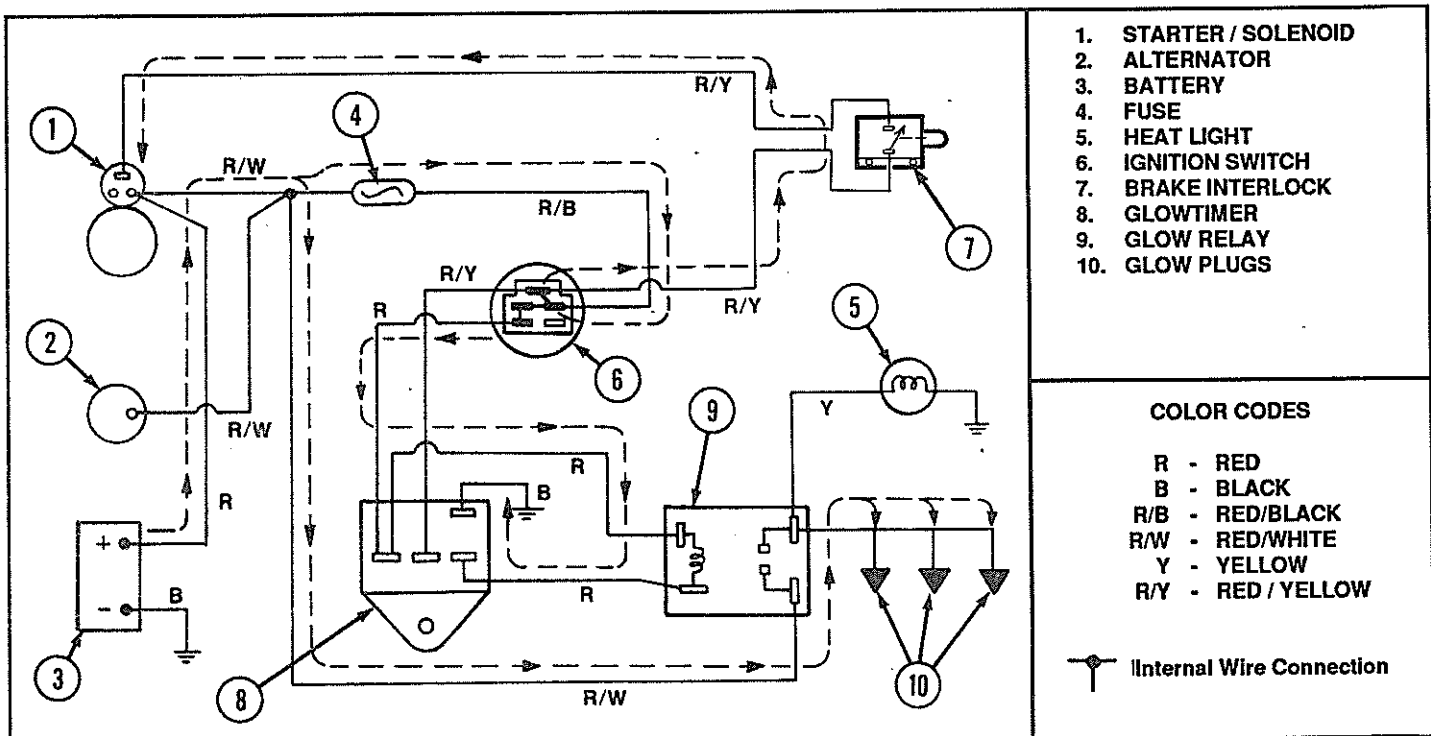 R/Y
1
4
R/W
R/B
7
R/Y
R
R/Y
5
2
6
9
Y
R/W
R
B
R
+
R
-
B
3
8
R/W
10
1. STARTER / SOLENOID
2. ALTERNATOR
3. BATTERY
4. FUSE
5. HEAT LIGHT
6. IGNITION SWITCH
7. BRAKE INTERLOCK
8. GLOWTIMER
9. GLOW RELAY
10. GLOW PLUGS
COLOR CODES
R - RED
B - BLACK
R/B - RED/BLACK
R/W - RED/WHITE
Y - YELLOW
R/Y - RED / YELLOW
Internal Wire Connection